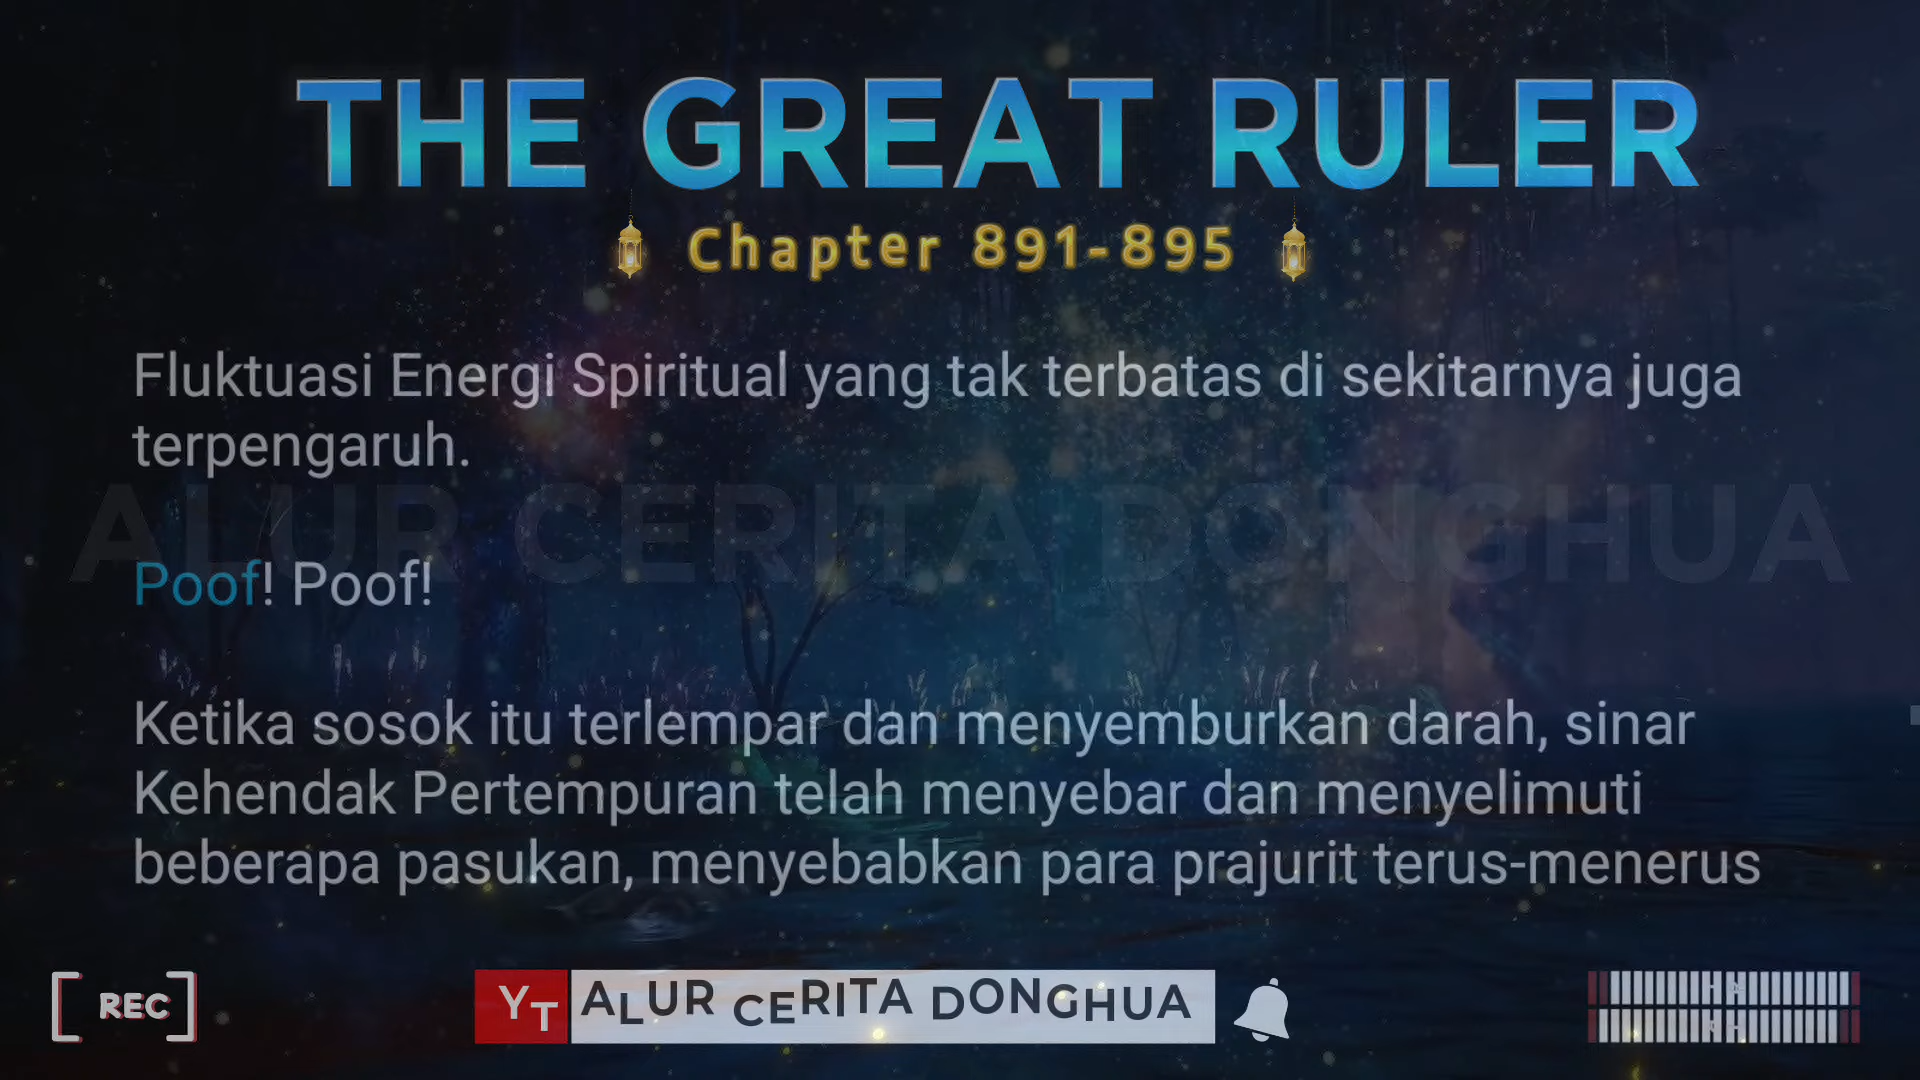 THE GREAT RULER
Chapter 891-895
Fluktuasi Energi Spiritual yang tak terbatas di sekitarnya juga
terpengaruh.
ALUR CERITA DONGHUA
Poof! Poof!
Ketika sosok itu terlempar dan menyemburkan darah, sinar
Kehendak Pertempuran telah menyebar dan menyelimuti
beberapa pasukan, menyebabkan para prajurit terus-menerus
REC
YT ALUR CERITA DONGHUA